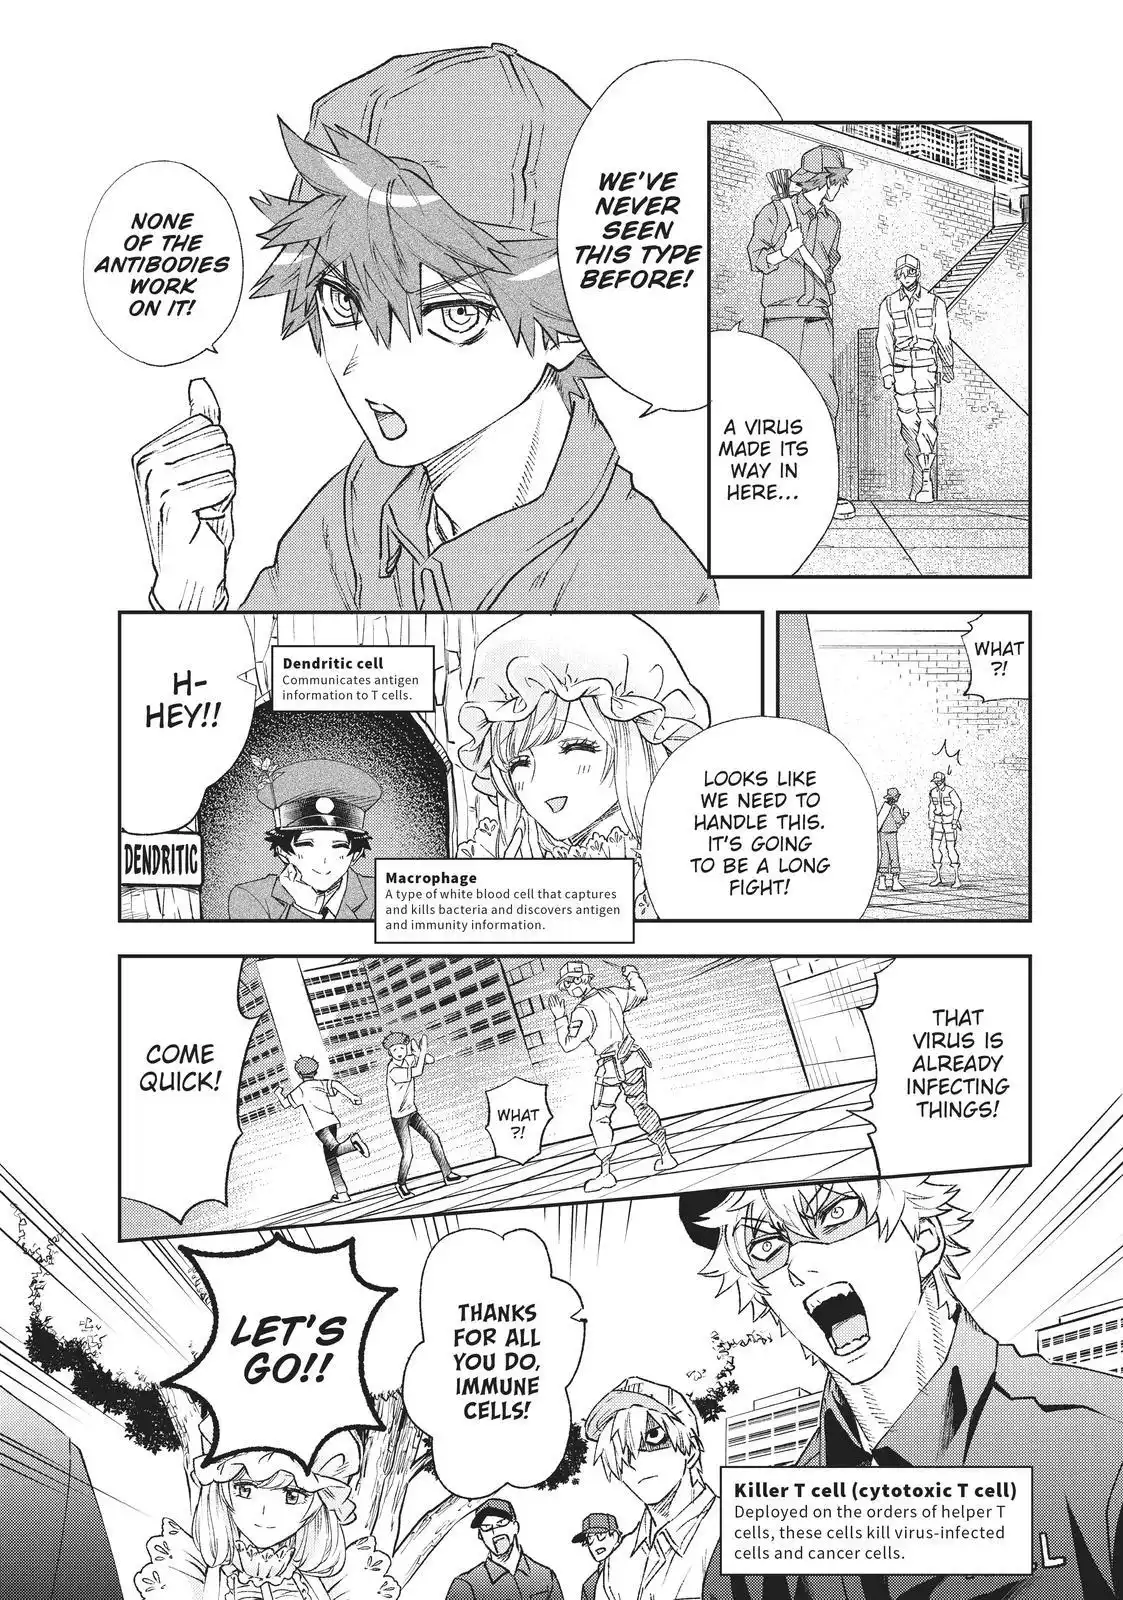 A VIRUS
MADE ITS
WAY IN
HERE...
WE'VE
NEVER
SEEN
THIS TYPE
BEFORE!
NONE
OF THE
ANTIBODIES
WORK
ON IT!
WHAT
?!
LOOKS LIKE
WE NEED TO
HANDLE THIS.
IT'S GOING
TO BE A LONG
FIGHT!
Macrophage
A type of white blood cell that captures
and kills bacteria and discovers antigen
and immunity information.
Dendritic cell
Communicates antigen
information to T cells.
H-
HEY!!
DENDRITIC
THAT
VIRUS IS
ALREADY
INFECTING
THINGS!
WHAT
?!
COME
QUICK!
THANKS
FOR ALL
YOU DO,
IMMUNE
CELLS!
LET'S
GO!!
Killer T cell (cytotoxic T cell)
Deployed on the orders of helper T
cells, these cells kill virus-infected
cells and cancer cells.